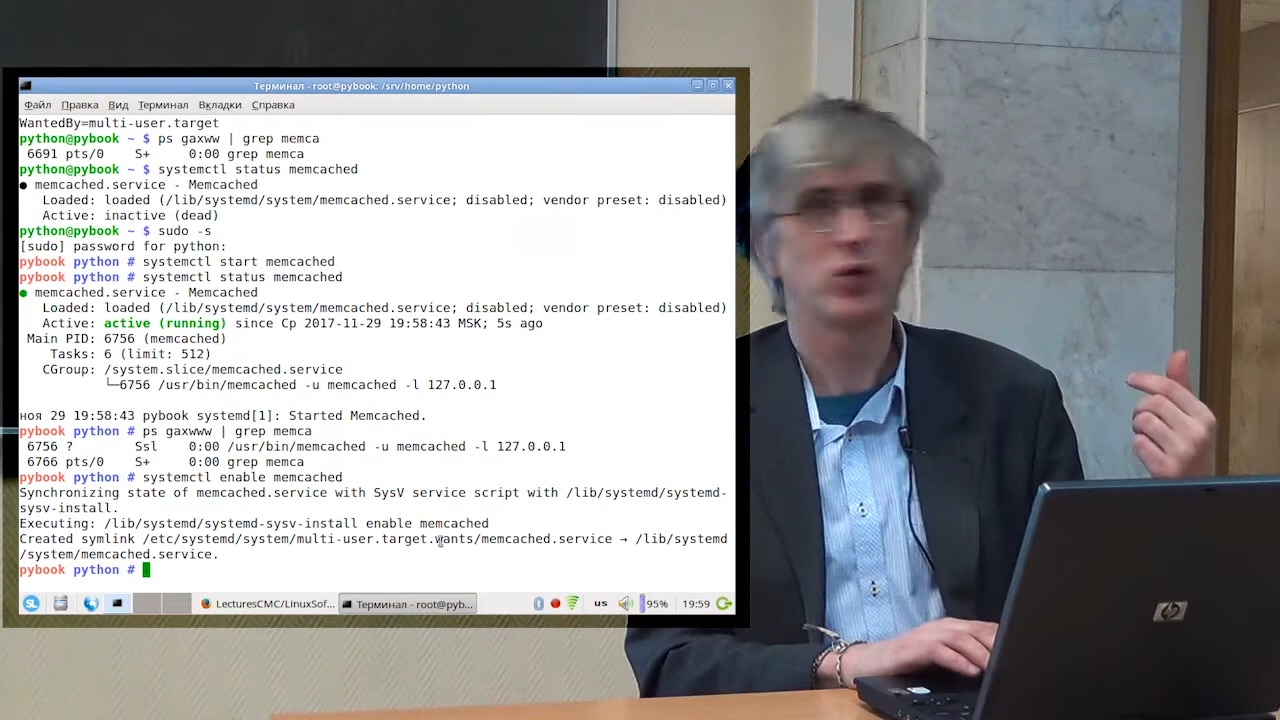 Терминал - root@pybook: /srv/home/python
Файл Правка Вид Терминал Вкладки Справка
WantedBy=multi-user.target
python@pybook ~ $ ps gaxww | grep memca
6691 pts/0 S+ 0:00 grep memca
python@pybook ~ $ systemctl status memcached
● memcached.service - Memcached
Loaded: loaded (/lib/systemd/system/memcached.service; disabled; vendor preset: disabled)
Active: inactive (dead)
python@pybook ~ $ sudo -s
[sudo] password for python:
pybook python # systemctl start memcached
pybook python # systemctl status memcached
● memcached.service - Memcached
Loaded: loaded (/lib/systemd/system/memcached.service; disabled; vendor preset: disabled)
Active: active (running) since Ср 2017-11-29 19:58:43 MSK; 5s ago
Main PID: 6756 (memcached)
Tasks: 6 (limit: 512)
CGroup: /system.slice/memcached.service
└─6756 /usr/bin/memcached -u memcached -l 127.0.0.1
ноя 29 19:58:43 pybook systemd[1]: Started Memcached.
pybook python # ps gaxwww | grep memca
6756 ? Ssl 0:00 /usr/bin/memcached -u memcached -l 127.0.0.1
6766 pts/0 S+ 0:00 grep memca
pybook python # systemctl enable memcached
Synchronizing state of memcached.service with SysV service script with /lib/systemd/systemd-
sysv-install.
Executing: /lib/systemd/systemd-sysv-install enable memcached
Created symlink /etc/systemd/system/multi-user.target.wants/memcached.service → /lib/systemd
/system/memcached.service.
pybook python #
SL LecturesCMC/LinuxSof... Терминал - root@pyb... us 95% 19:59
hp